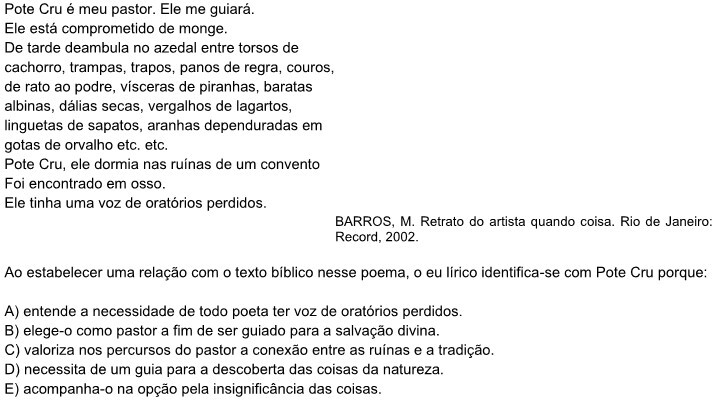 Pote Cru é meu pastor. Ele me guiará.
Ele está comprometido de monge.
De tarde deambula no azedal entre torsos de
cachorro, trampas, trapos, panos de regra, couros,
de rato ao podre, vísceras de piranhas, baratas
albinas, dálias secas, vergalhos de lagartos,
linguetas de sapatos, aranhas dependuradas em
gotas de orvalho etc. etc.
Pote Cru, ele dormia nas ruínas de um convento
Foi encontrado em osso.
Ele tinha uma voz de oratórios perdidos.
BARROS, M. Retrato do artista quando coisa. Rio de Janeiro:
Record, 2002.
Ao estabelecer uma relação com o texto bíblico nesse poema, o eu lírico identifica-se com Pote Cru porque:
A) entende a necessidade de todo poeta ter voz de oratórios perdidos.
B) elege-o como pastor a fim de ser guiado para a salvação divina.
C) valoriza nos percursos do pastor a conexão entre as ruínas e a tradição.
D) necessita de um guia para a descoberta das coisas da natureza.
E) acompanha-o na opção pela insignificância das coisas.